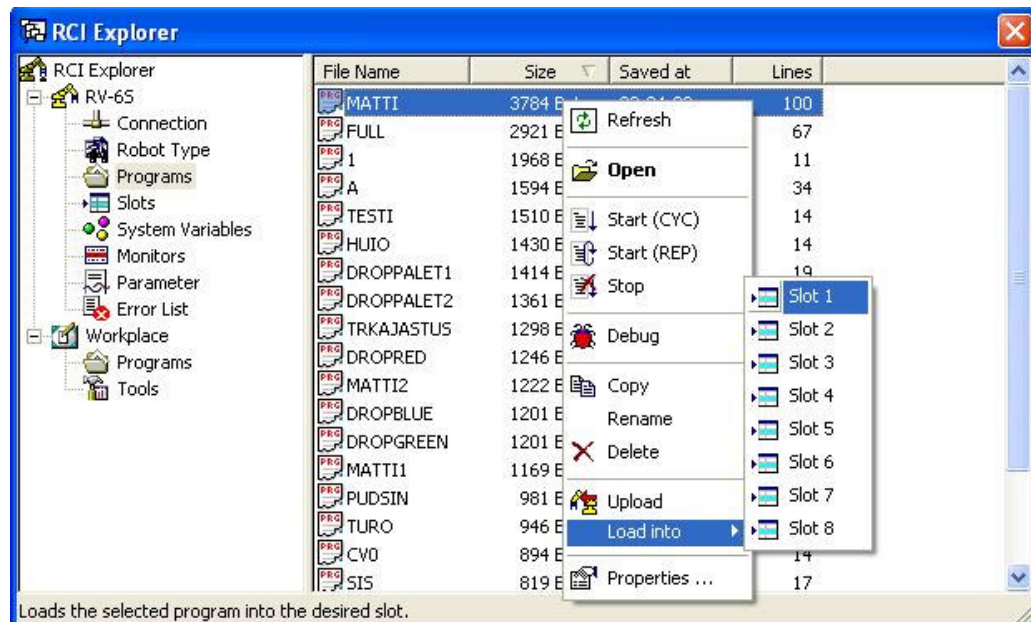 RCI Explorer
RCI Explorer
RV-6S
Connection
Robot Type
Programs
Slots
System Variables
Monitors
Parameter
Error List
Workplace
Programs
Tools
File Name Size Saved at Lines
MATTI 3784 100
FULL 2921 67
1 1968 11
A 1594 34
TESTI 1510 14
HUIO 1430 14
DROPPALET1 1414 19
DROPPALET2 1361
TRKAJASTUS 1298
DROPRED 1246
MATTI2 1222
DROPBLUE 1201
DROPGREEN 1201
MATTI1 1169
PUDSIN 981
TURO 946
CV0 894 14
SIS 819 17
Refresh
Open
Start (CYC)
Start (REP)
Stop
Debug
Copy
Rename
Delete
Upload
Load into
Properties ...
Slot 1
Slot 2
Slot 3
Slot 4
Slot 5
Slot 6
Slot 7
Slot 8
Loads the selected program into the desired slot.